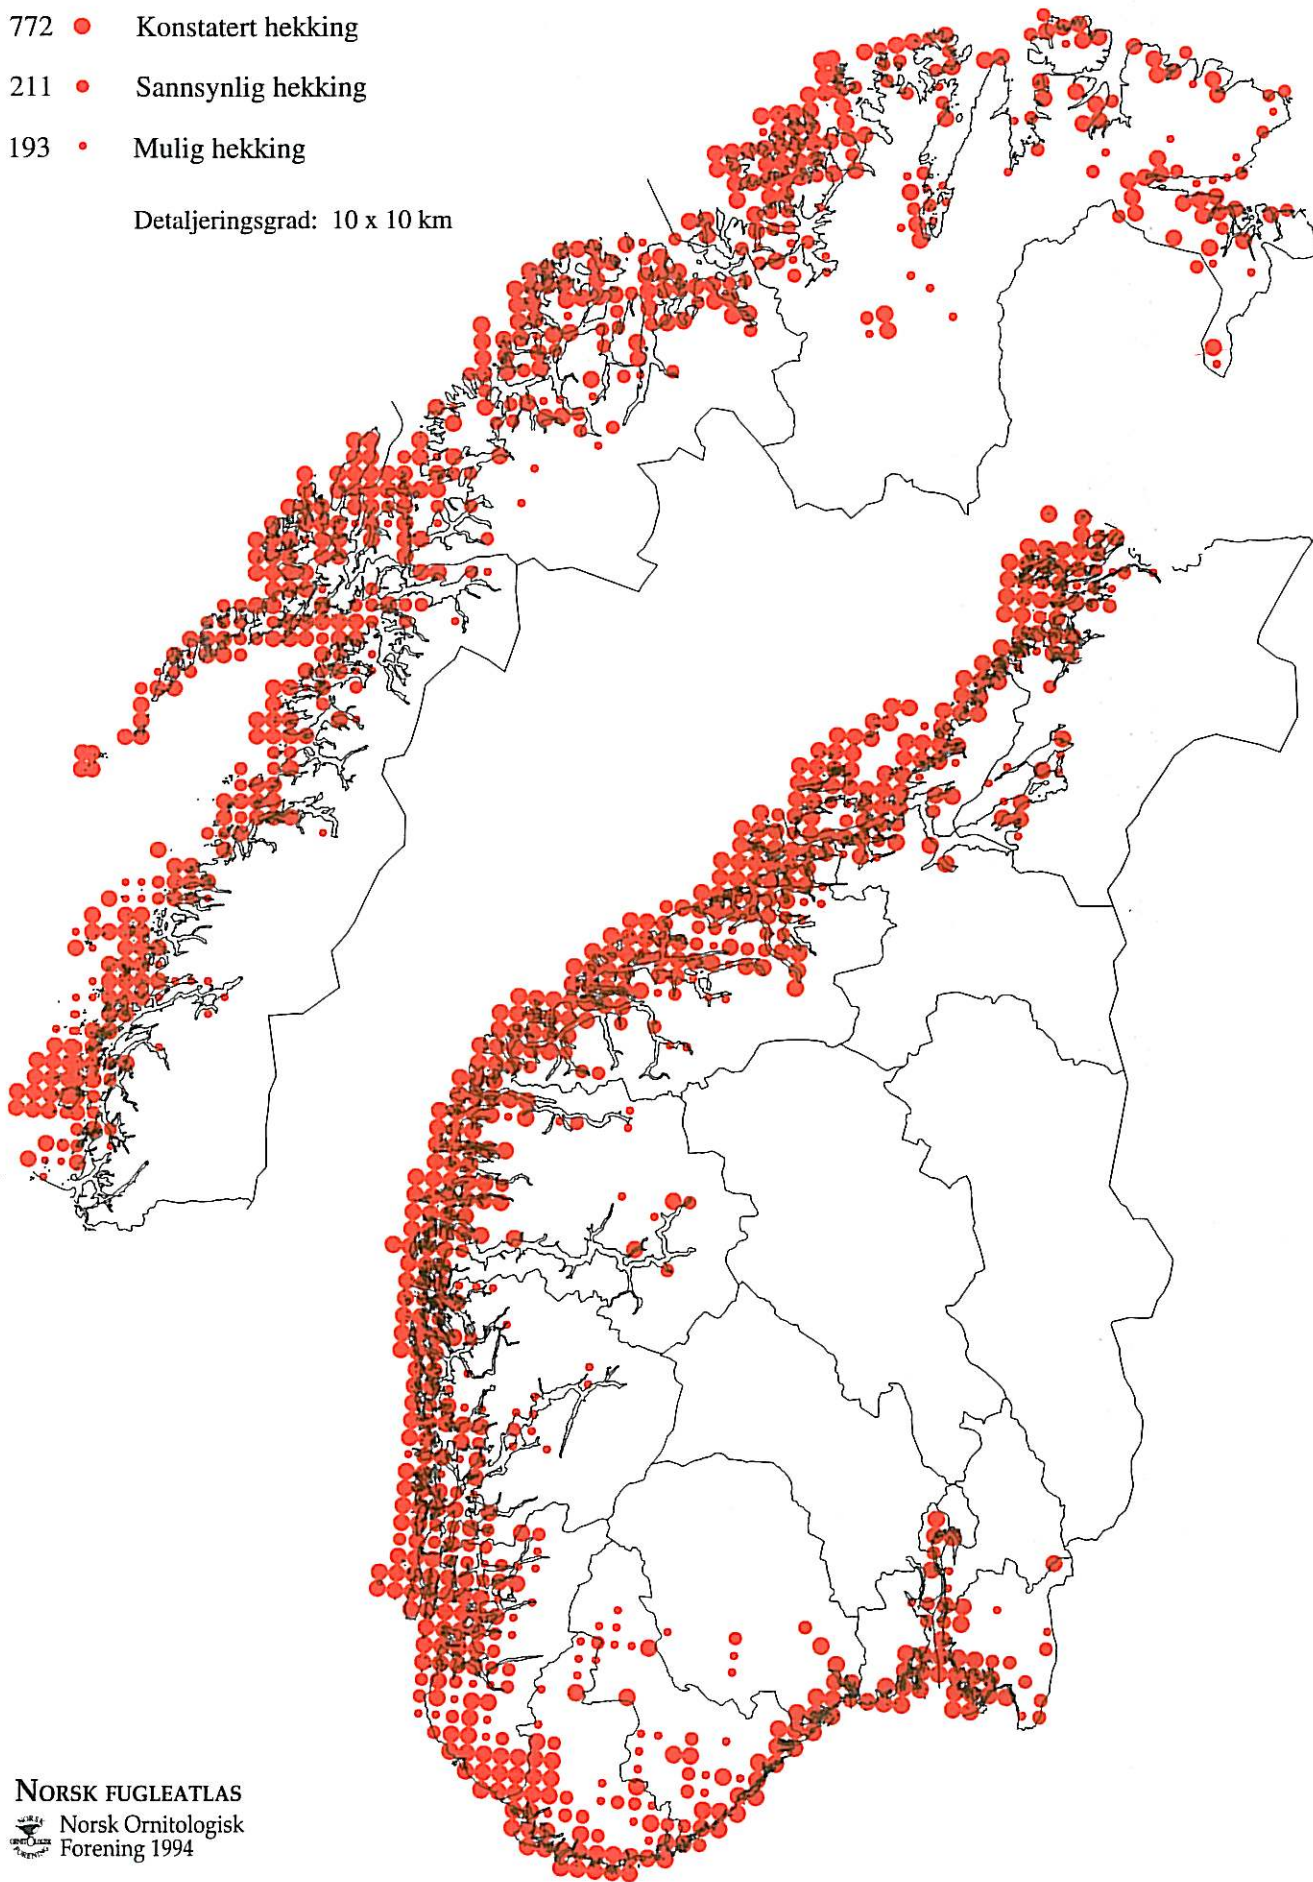 772 Konstatert hekking
211 Sannsynlig hekking
193 Mulig hekking
Detaljeringsgrad: 10 x 10 km
NORSK FUGLEATLAS
Norsk Ornitologisk
Forening 1994